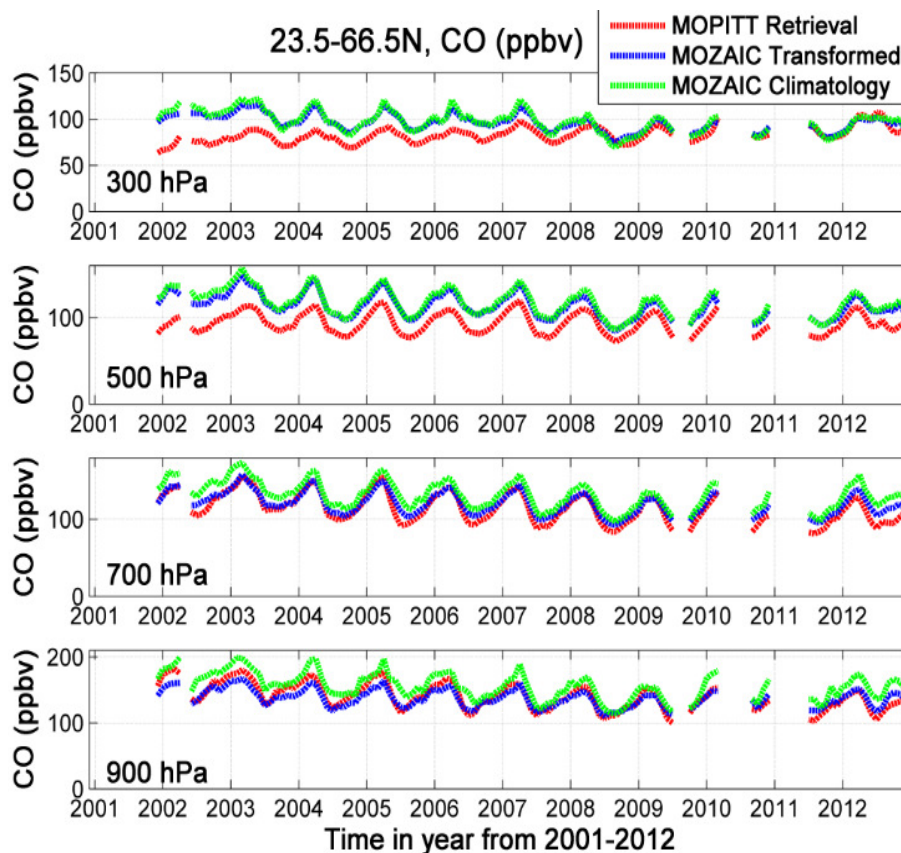 23.5-66.5N, CO (ppbv)
MOPITT Retrieval
MOZAIC Transformed
MOZAIC Climatology
CO (ppbv)
150
100
50
0
300 hPa
2001 2002 2003 2004 2005 2006 2007 2008 2009 2010 2011 2012
CO (ppbv)
100
0
500 hPa
2001 2002 2003 2004 2005 2006 2007 2008 2009 2010 2011 2012
CO (ppbv)
100
0
700 hPa
2001 2002 2003 2004 2005 2006 2007 2008 2009 2010 2011 2012
CO (ppbv)
200
100
0
900 hPa
2001 2002 2003 2004 2005 2006 2007 2008 2009 2010 2011 2012
Time in year from 2001-2012